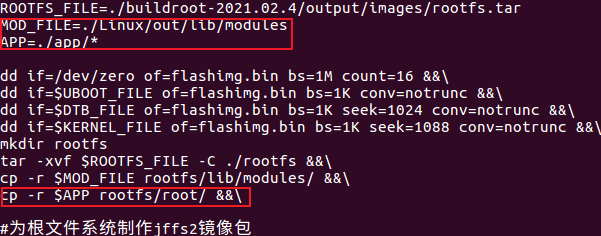 ROOTFS_FILE=./buildroot-2021.02.4/output/images/rootfs.tar
MOD_FILE=./Linux/out/lib/modules
APP=./app/*
dd if=/dev/zero of=flashimg.bin bs=1M count=16 &&\
dd if=$UBOOT_FILE of=flashimg.bin bs=1K conv=notrunc &&\
dd if=$DTB_FILE of=flashimg.bin bs=1K seek=1024 conv=notrunc &&\
dd if=$KERNEL_FILE of=flashimg.bin bs=1K seek=1088 conv=notrunc &&\
mkdir rootfs
tar -xvf $ROOTFS_FILE -C ./rootfs &&\
cp -r $MOD_FILE rootfs/lib/modules/ &&\
cp -r $APP rootfs/root/ &&\
#为根文件系统制作jffs2镜像包